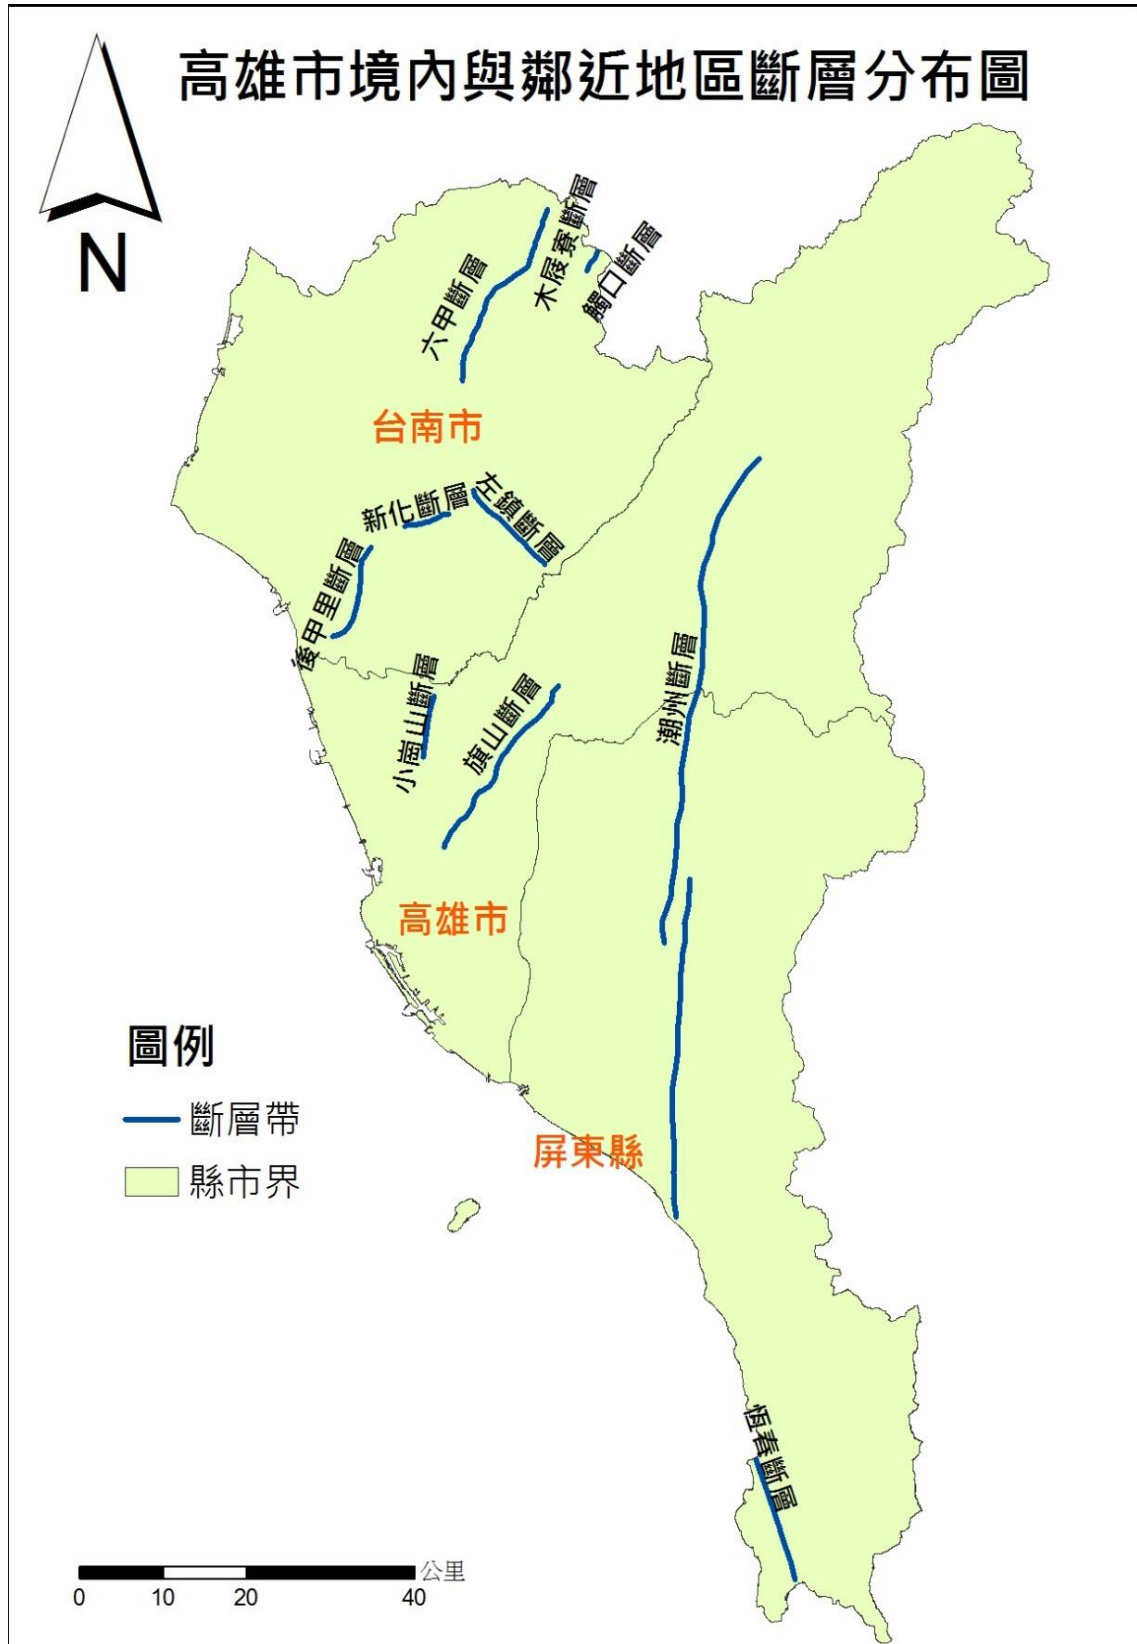 高雄市境內與鄰近地區斷層分布圖
N
木屐寮斷層
觸口斷層
六甲斷層
台南市
新化斷層
左鎮斷層
後甲里斷層
小崗山斷層
旗山斷層
潮州斷層
高雄市
圖例
斷層帶
縣市界
屏東縣
恆春斷層
公里
0 10 20 40